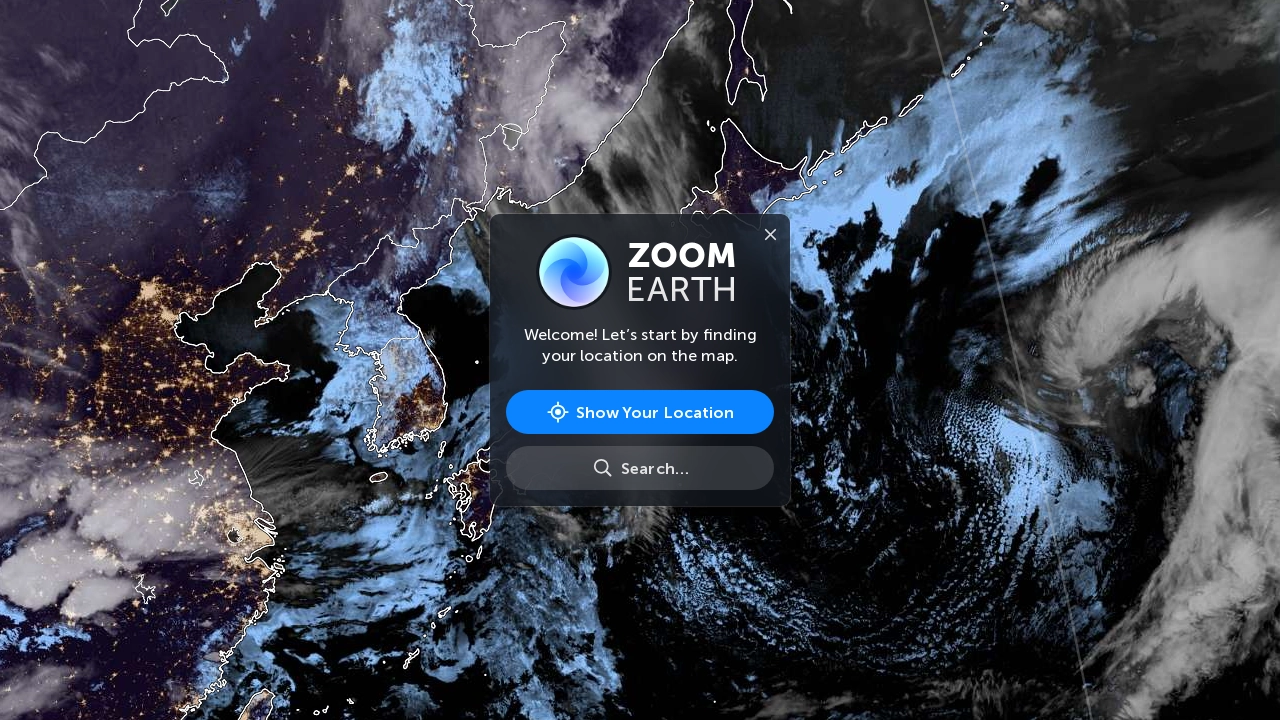 ZOOM
EARTH
Welcome! Let’s start by finding
your location on the map.
Show Your Location
Search…